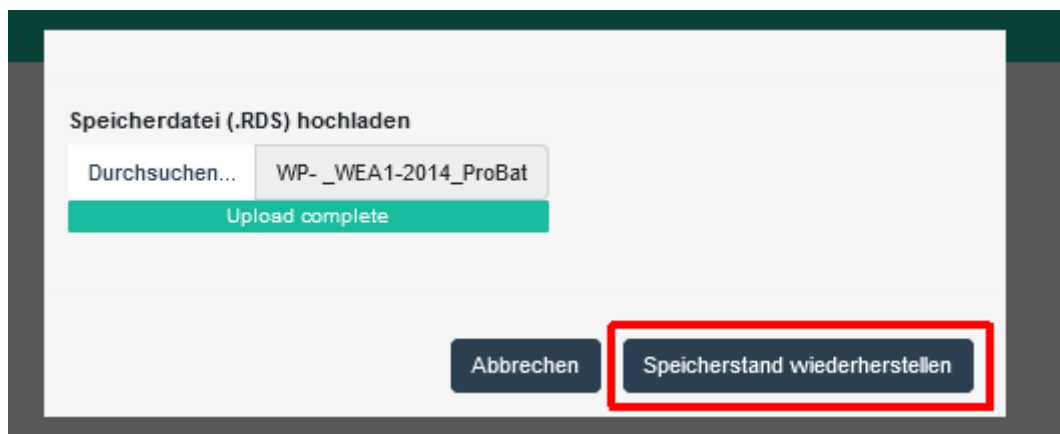 Speicherdatei (.RDS) hochladen
Durchsuchen... WP- _WEA1-2014_ProBat
Upload complete
Abbrechen Speicherstand wiederherstellen